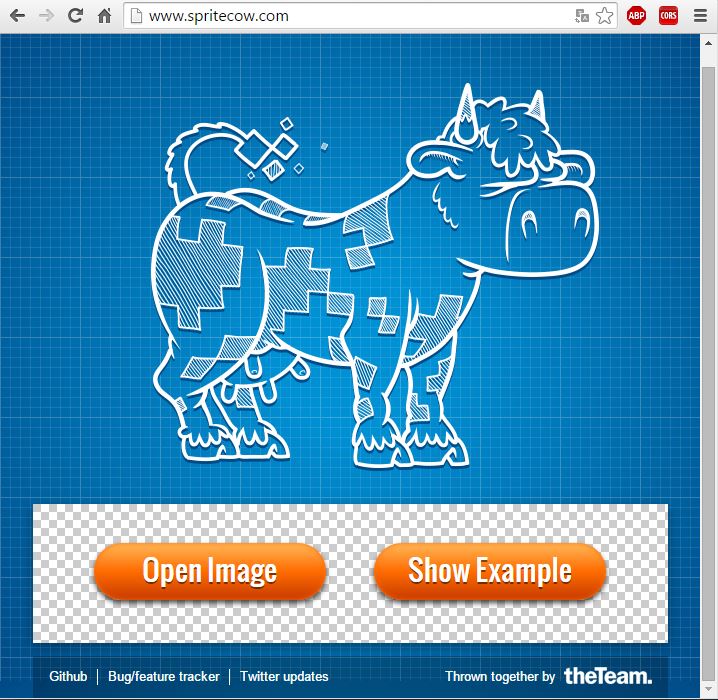 www.spritecow.com
ABP
CORS
Open Image Show Example
Github Bug/feature tracker Twitter updates Thrown together by theTeam.